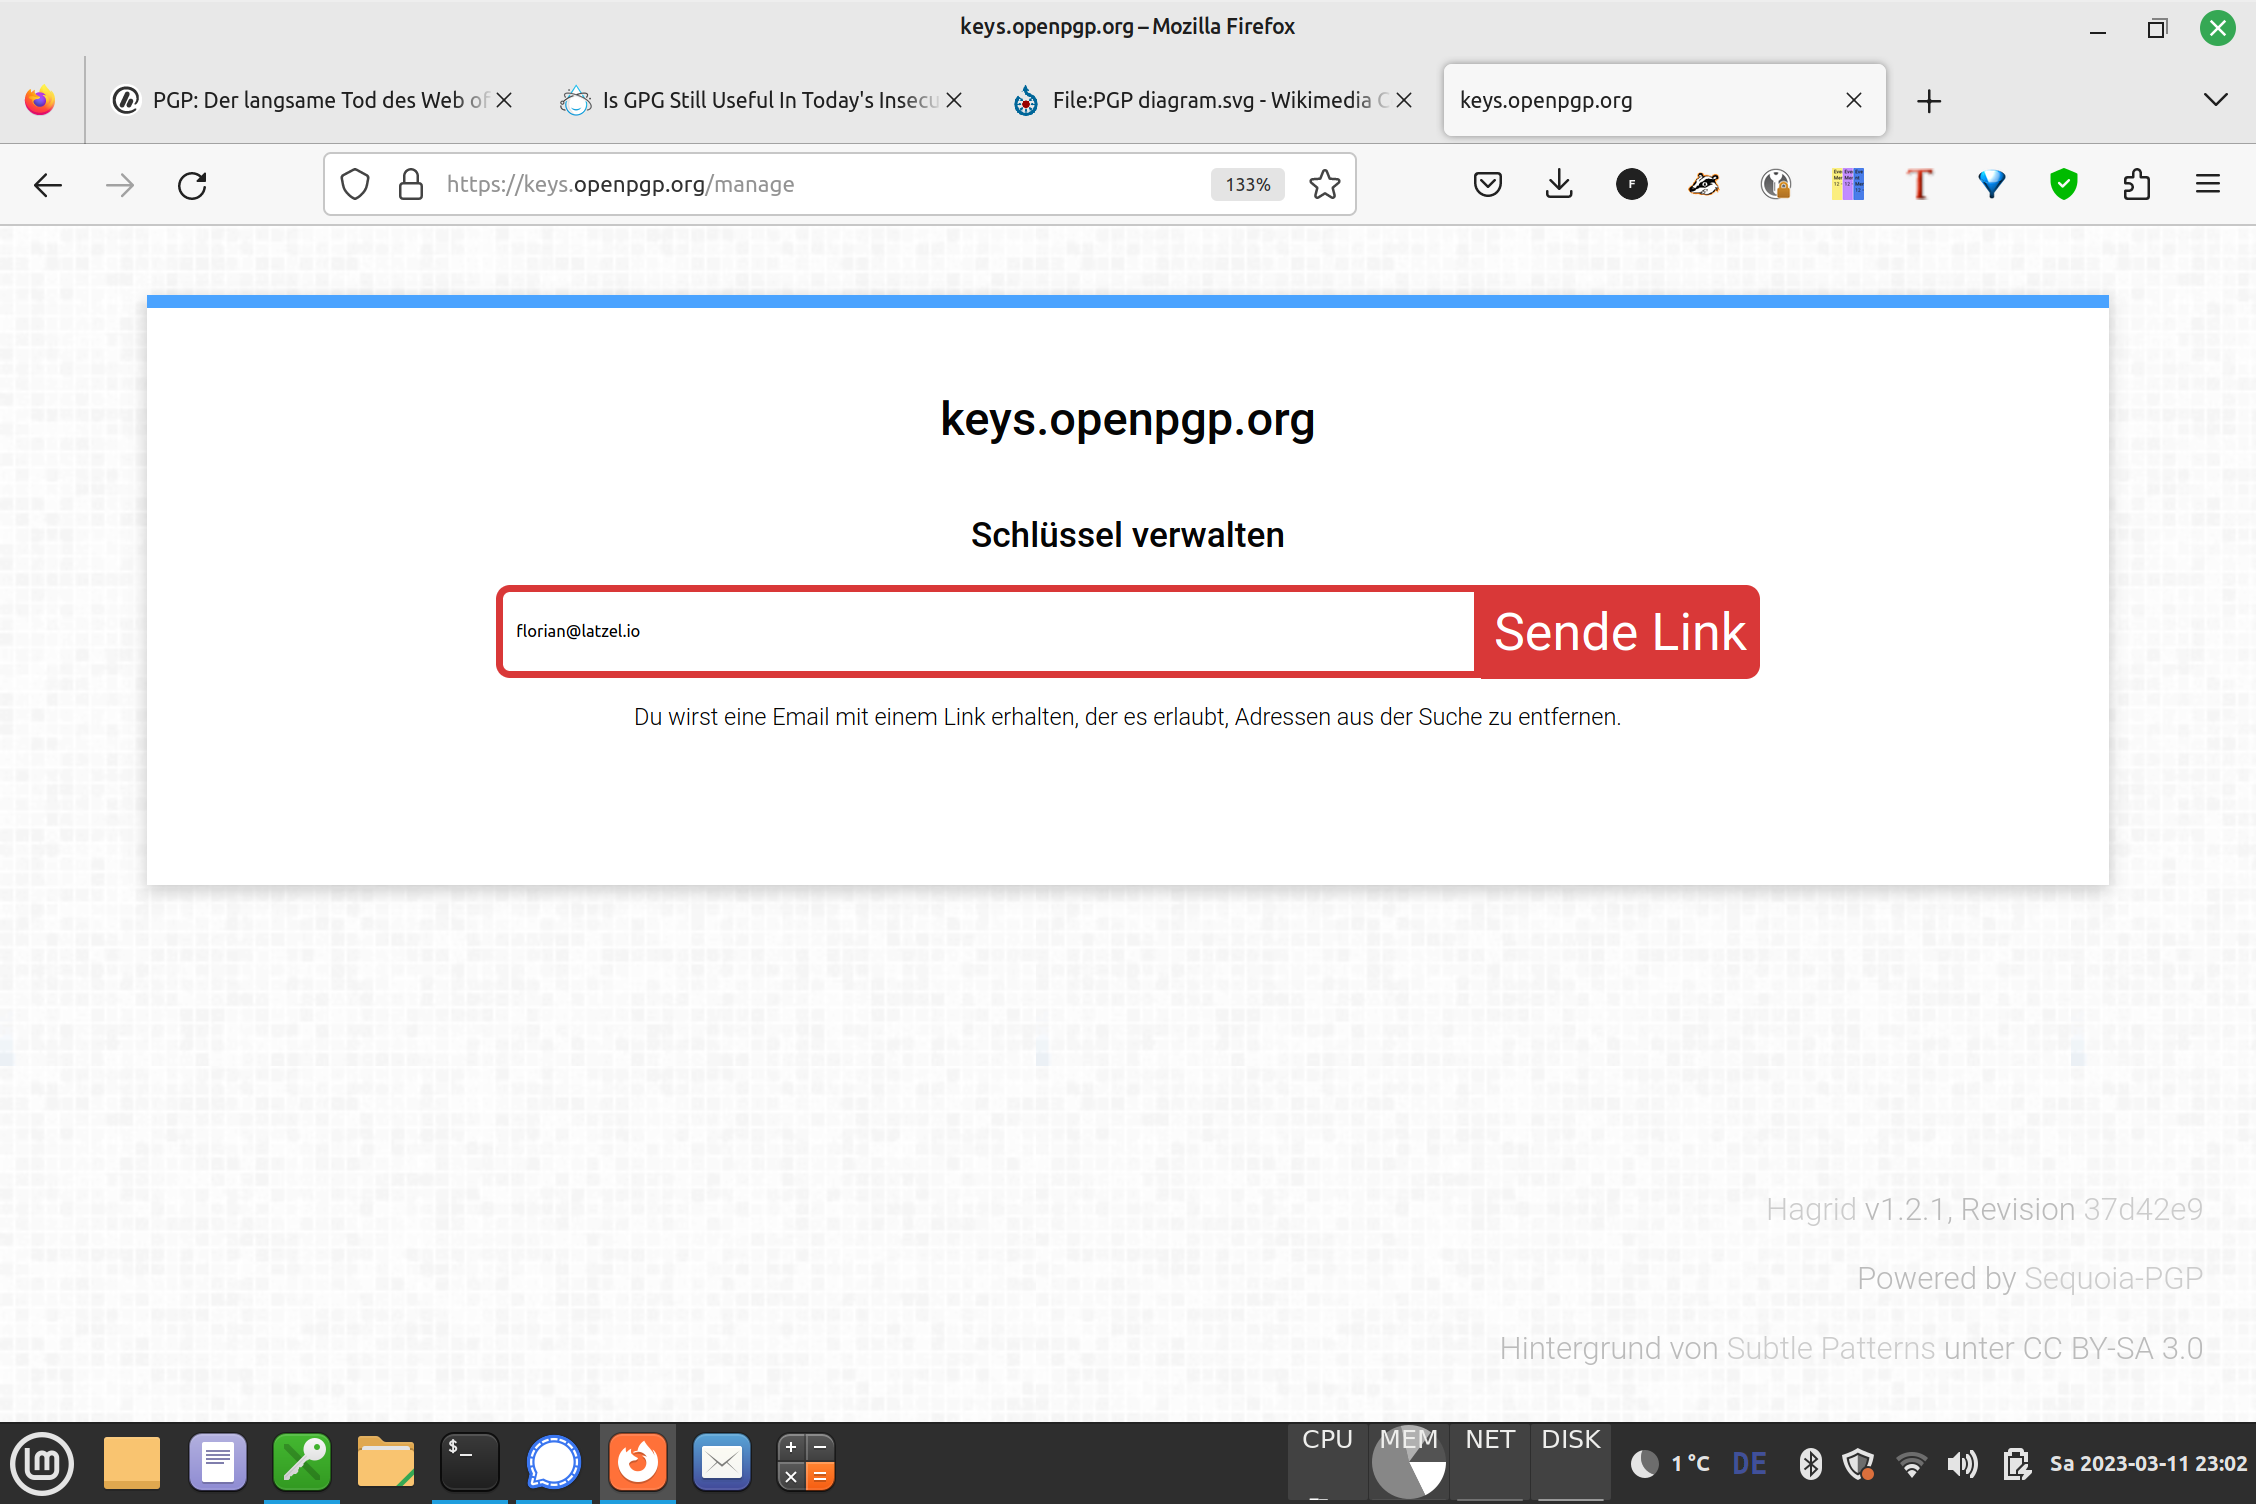 keys.openpgp.org – Mozilla Firefox
PGP: Der langsame Tod des Web of
Is GPG Still Useful In Today's Insecu
File:PGP diagram.svg - Wikimedia C
keys.openpgp.org
https://keys.openpgp.org/manage
133%
keys.openpgp.org
Schlüssel verwalten
florian@latzel.io
Sende Link
Du wirst eine Email mit einem Link erhalten, der es erlaubt, Adressen aus der Suche zu entfernen.
Hagrid v1.2.1, Revision 37d42e9
Powered by Sequoia-PGP
Hintergrund von Subtle Patterns unter CC BY-SA 3.0
CPU MEM NET DISK
1 °C DE
Sa 2023-03-11 23:02